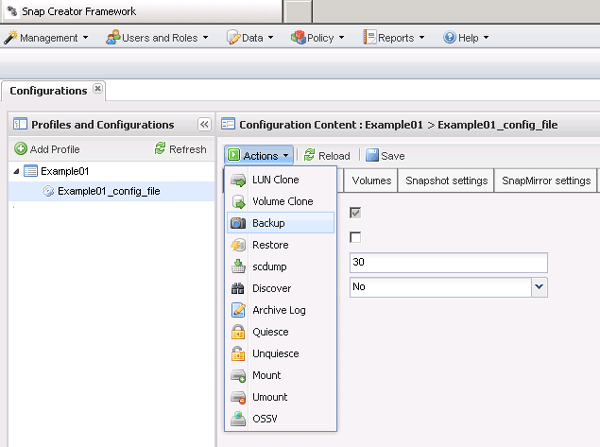 Snap Creator Framework
Management Users and Roles Data Policy Reports Help
Configurations
Profiles and Configurations
Configuration Content : Example01 > Example01_config_file
Add Profile Refresh
Actions Reload Save
Example01
Example01_config_file
Volumes Snapshot settings SnapMirror settings
LUN Clone
Volume Clone
Backup
Restore
scdump
Discover
Archive Log
Quiesce
Unquiesce
Mount
Umount
OSSV
30
No